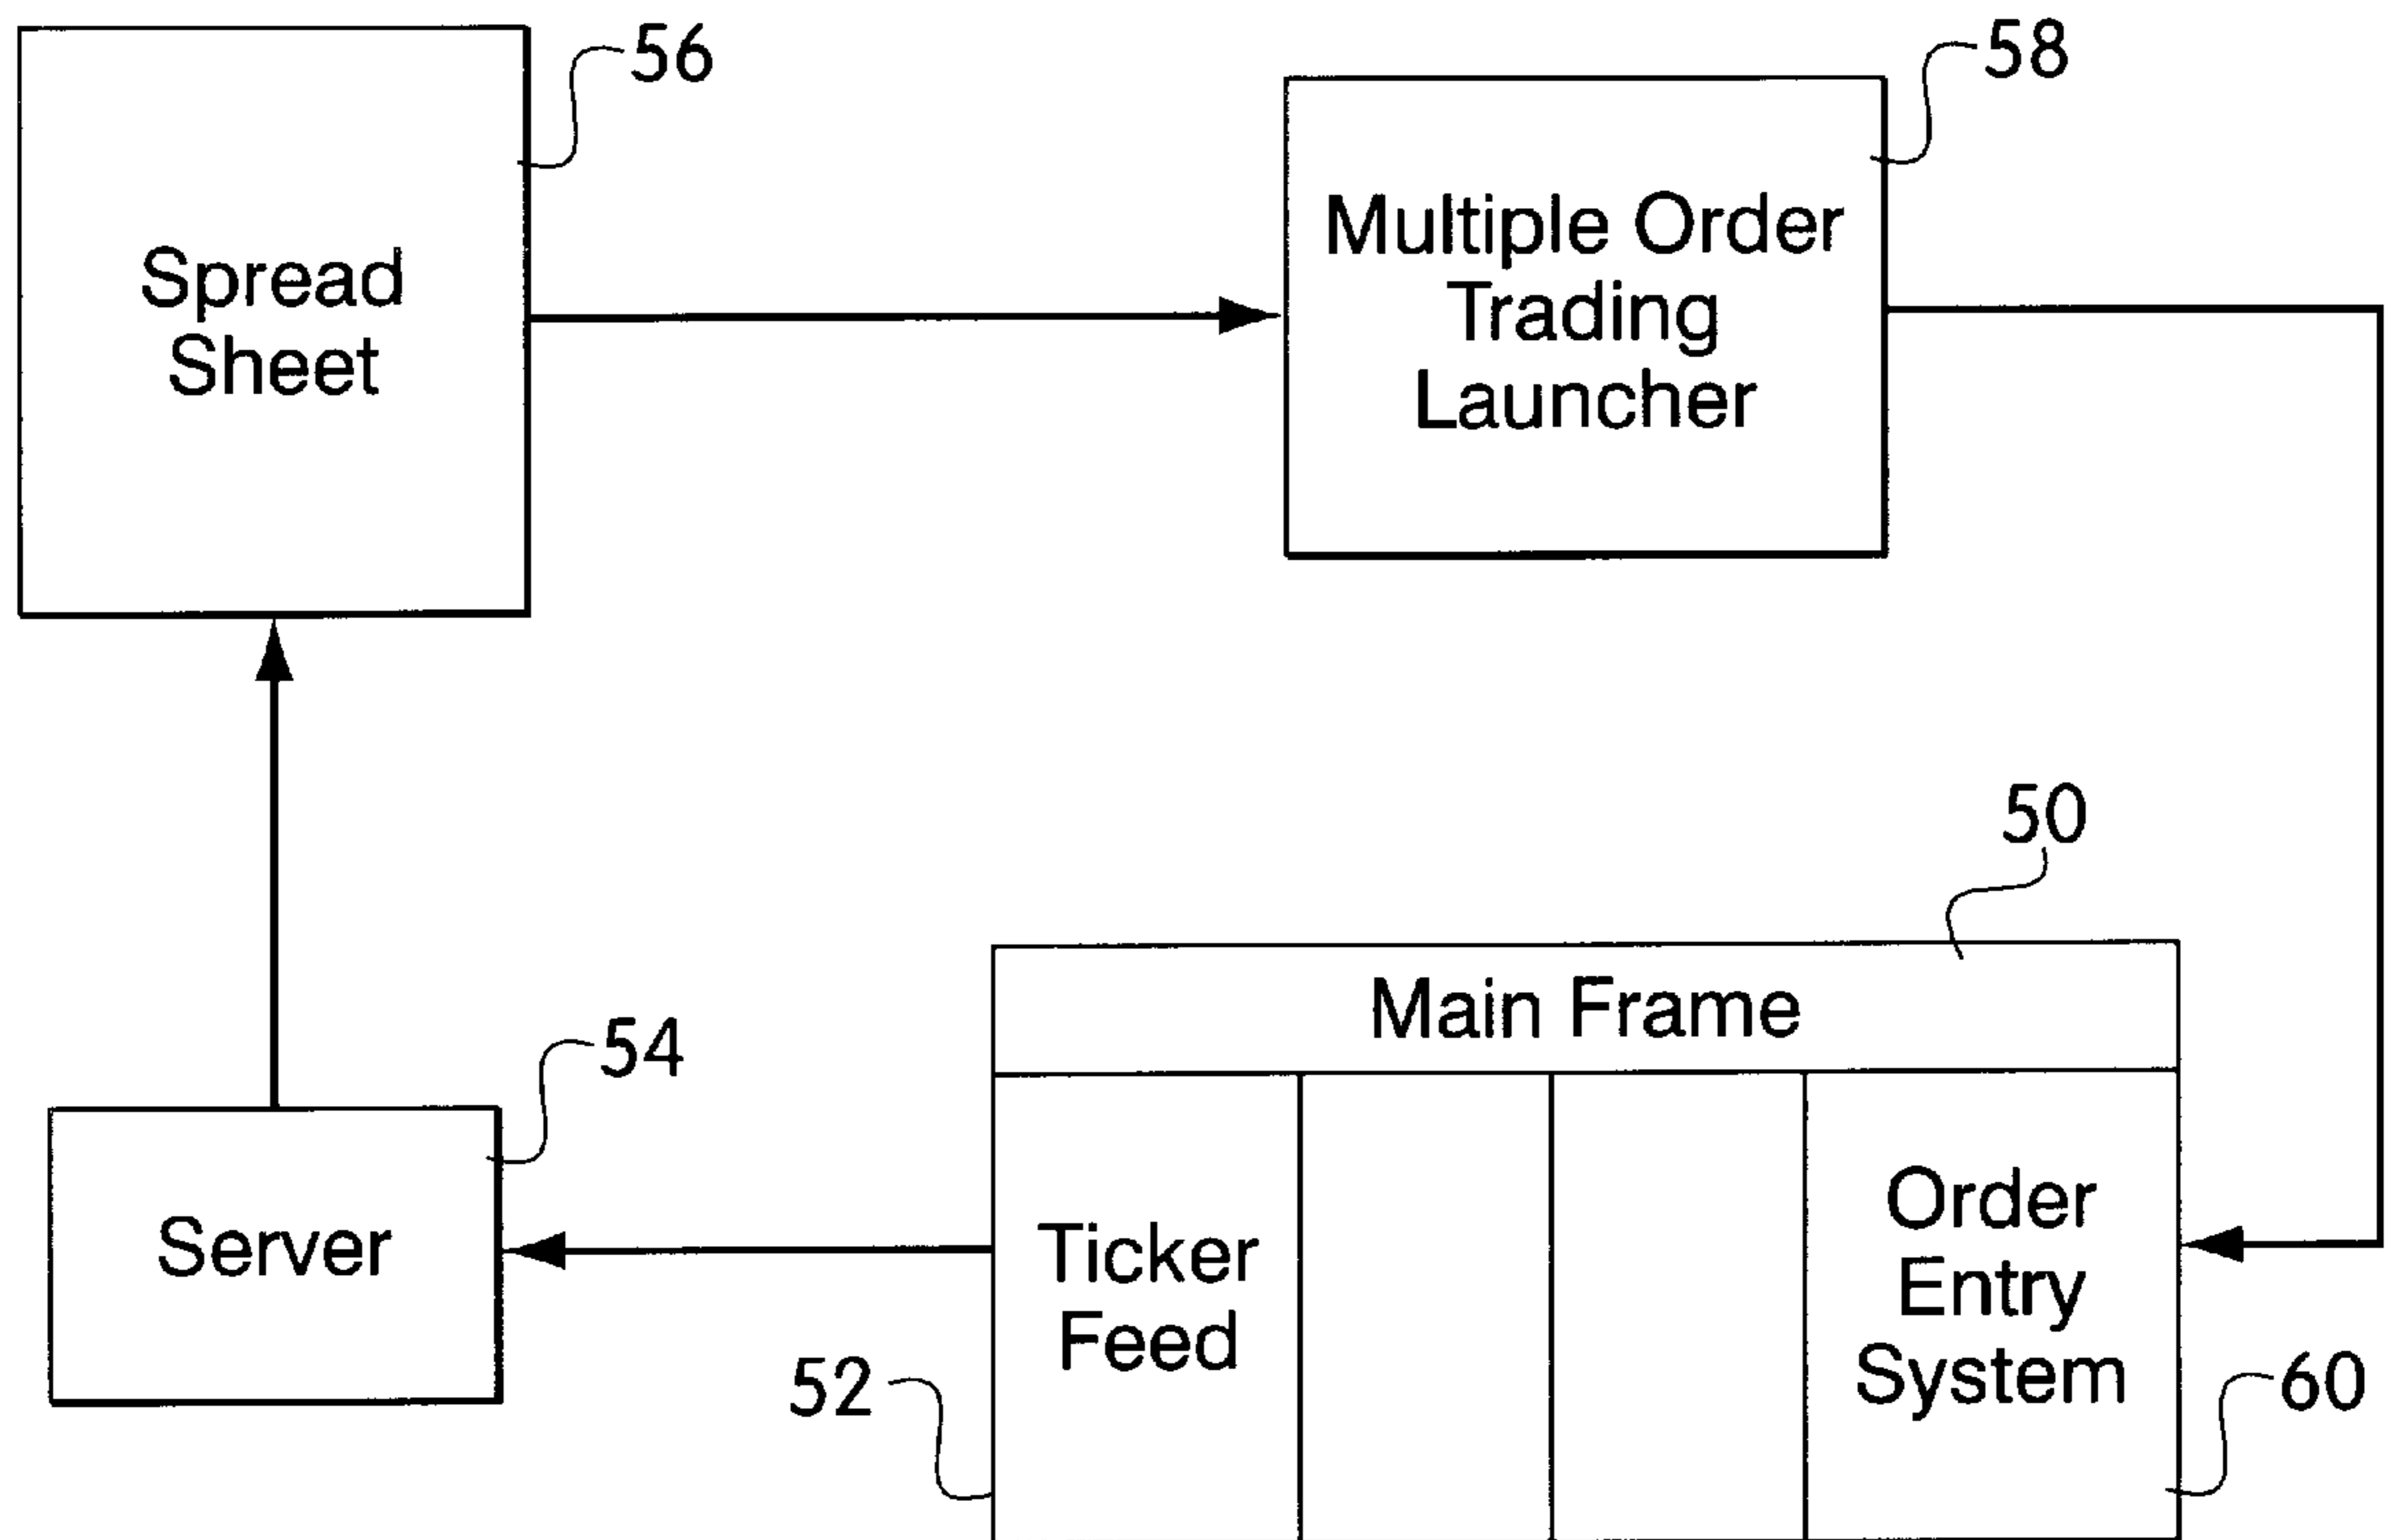 56
58
Spread
Sheet
Multiple Order
Trading
Launcher
50
Main Frame
54
Server
Ticker
Feed
52
Order
Entry
System
60